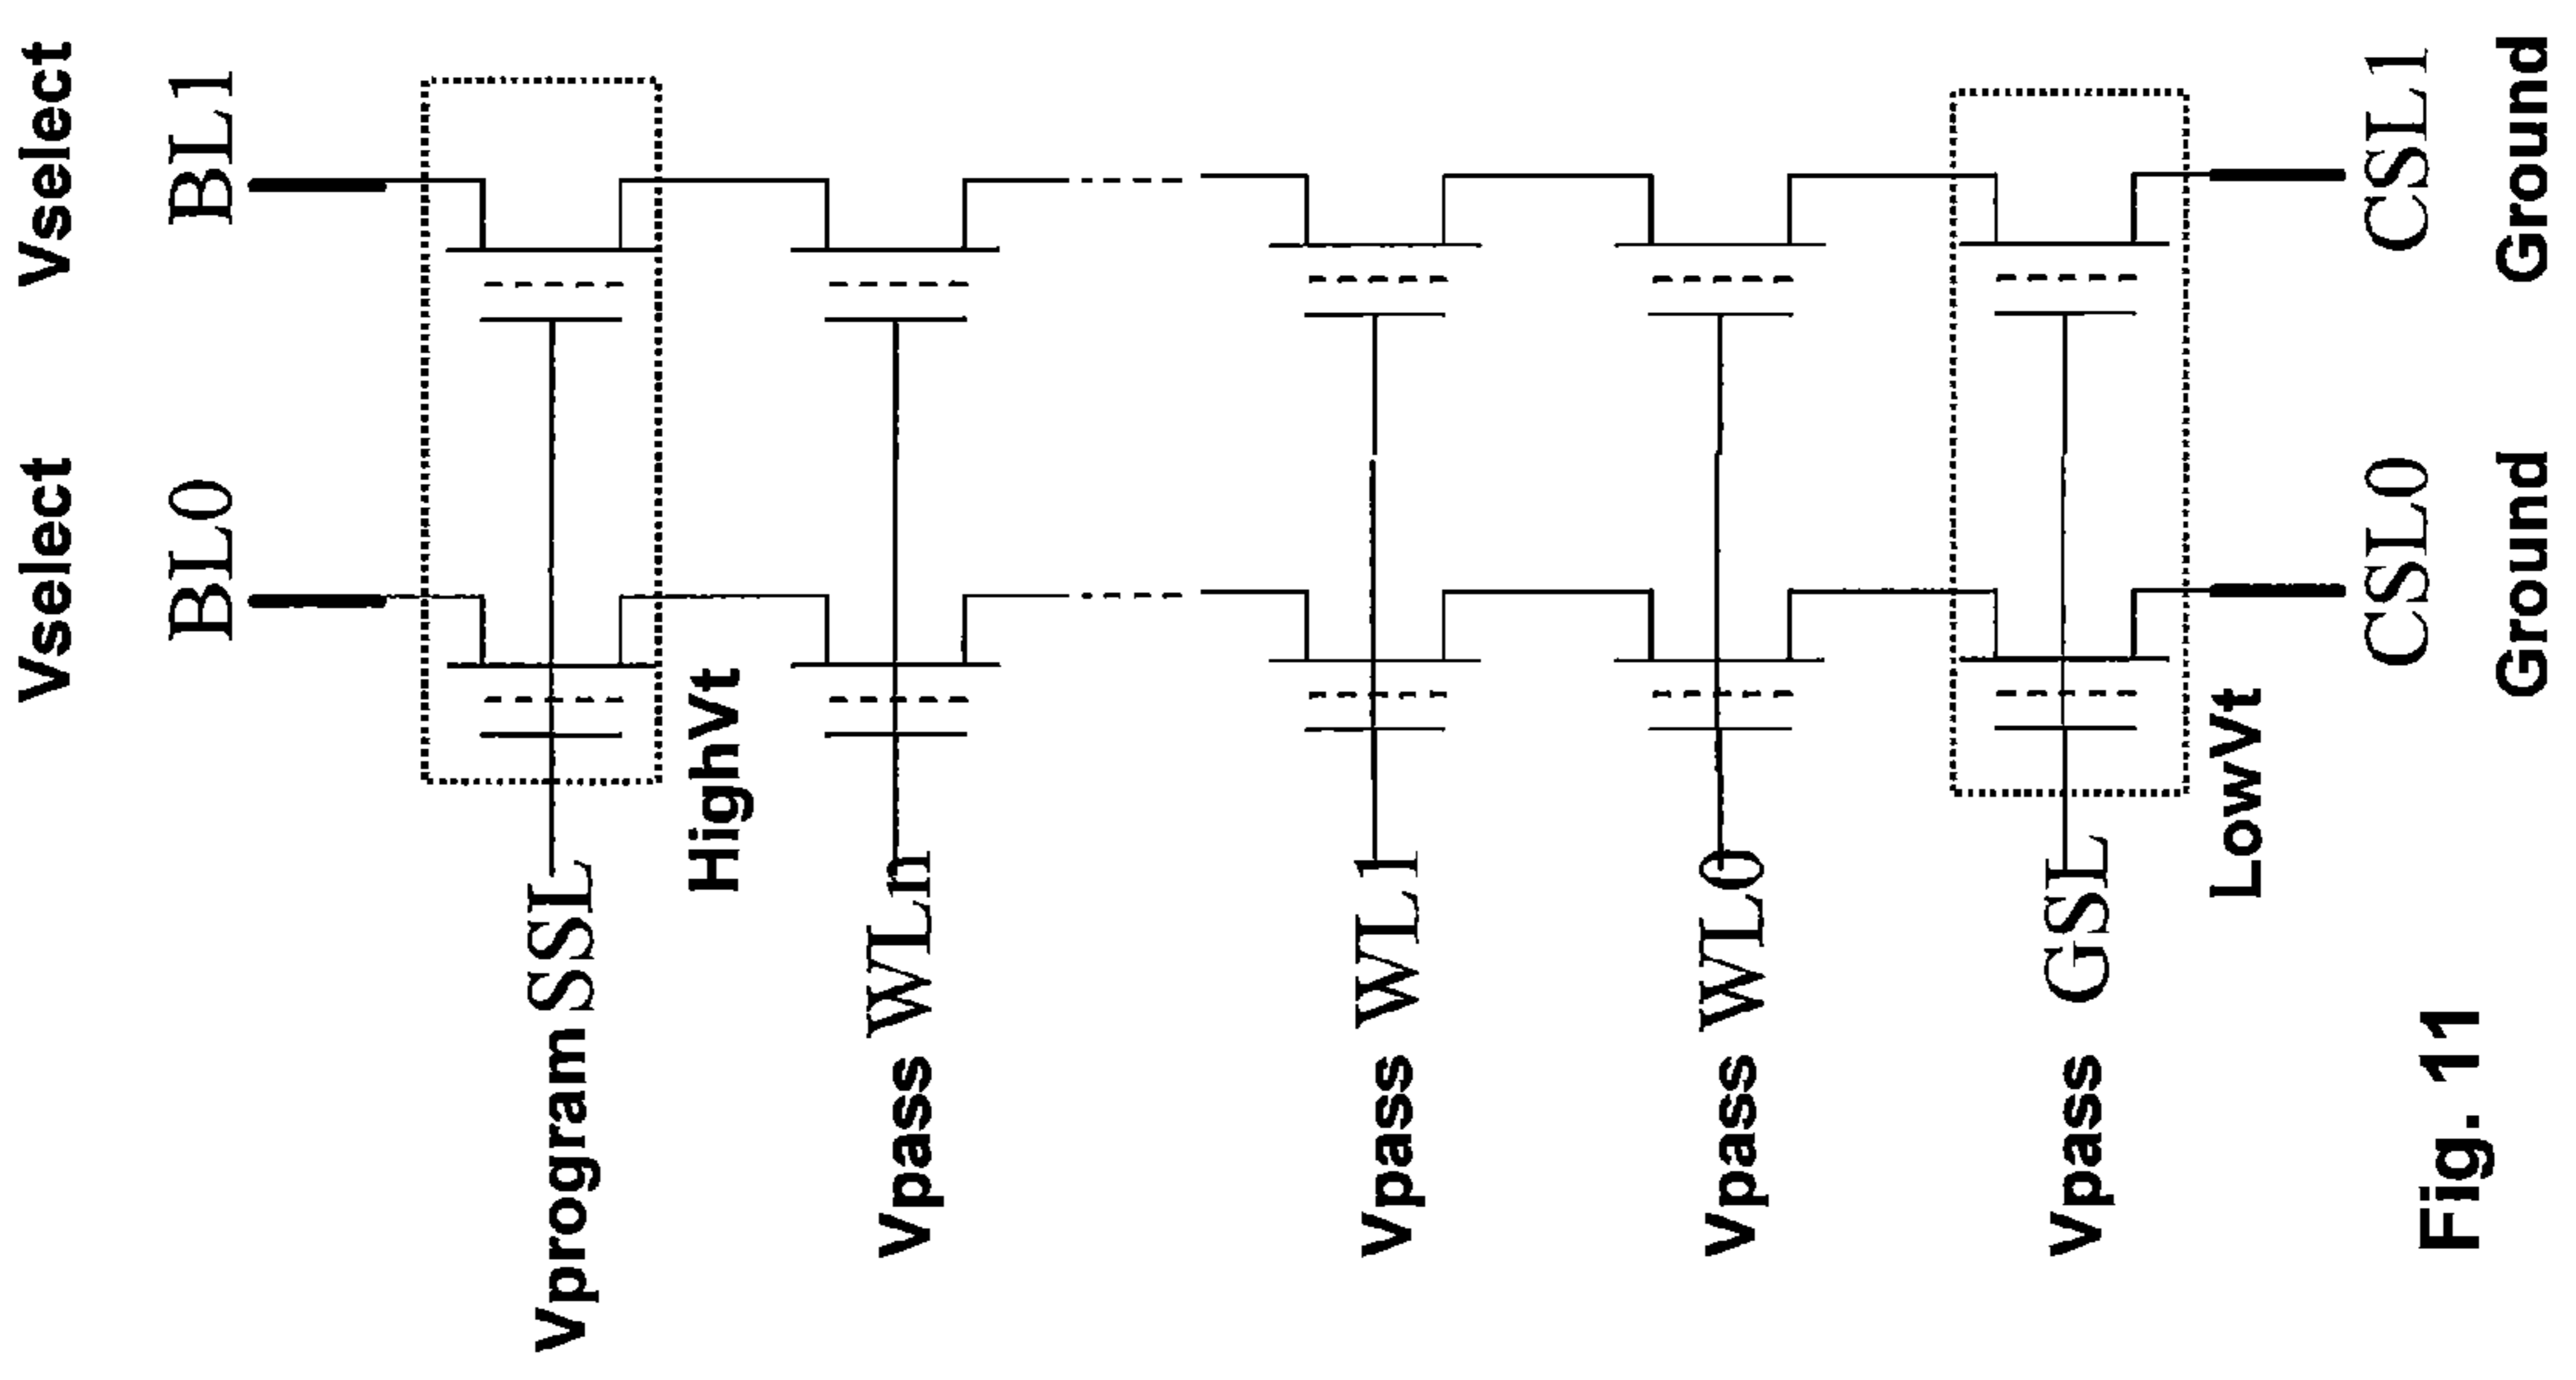 Vselect Vselect
BL0 BL1
Vprogram SSL
HighVt
Vpass WLn
Vpass WL1
Vpass WL0
Vpass GSL
LowVt
CSL0 CSL1
Ground Ground
Fig. 11